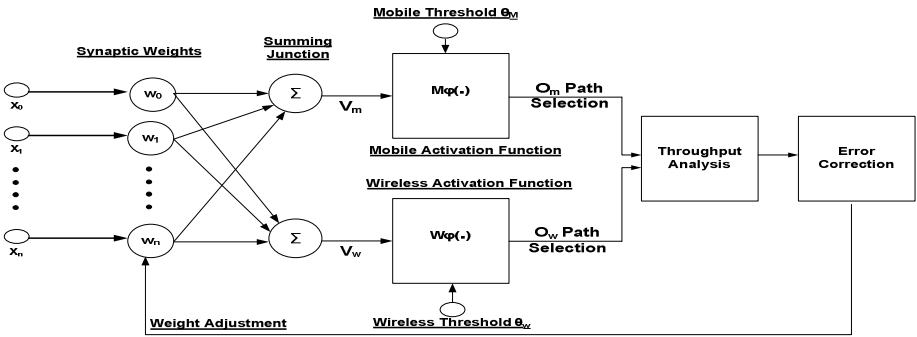 Mobile Threshold θM
Summing
Junction
Synaptic Weights
x0
w0
Σ
Vm
Mφ(.)
Om Path
Selection
x1
w1
Mobile Activation Function
Throughput
Analysis
Error
Correction
Wireless Activation Function
xn
wn
Σ
Vw
Wφ(.)
Ow Path
Selection
Weight Adjustment
Wireless Threshold θw